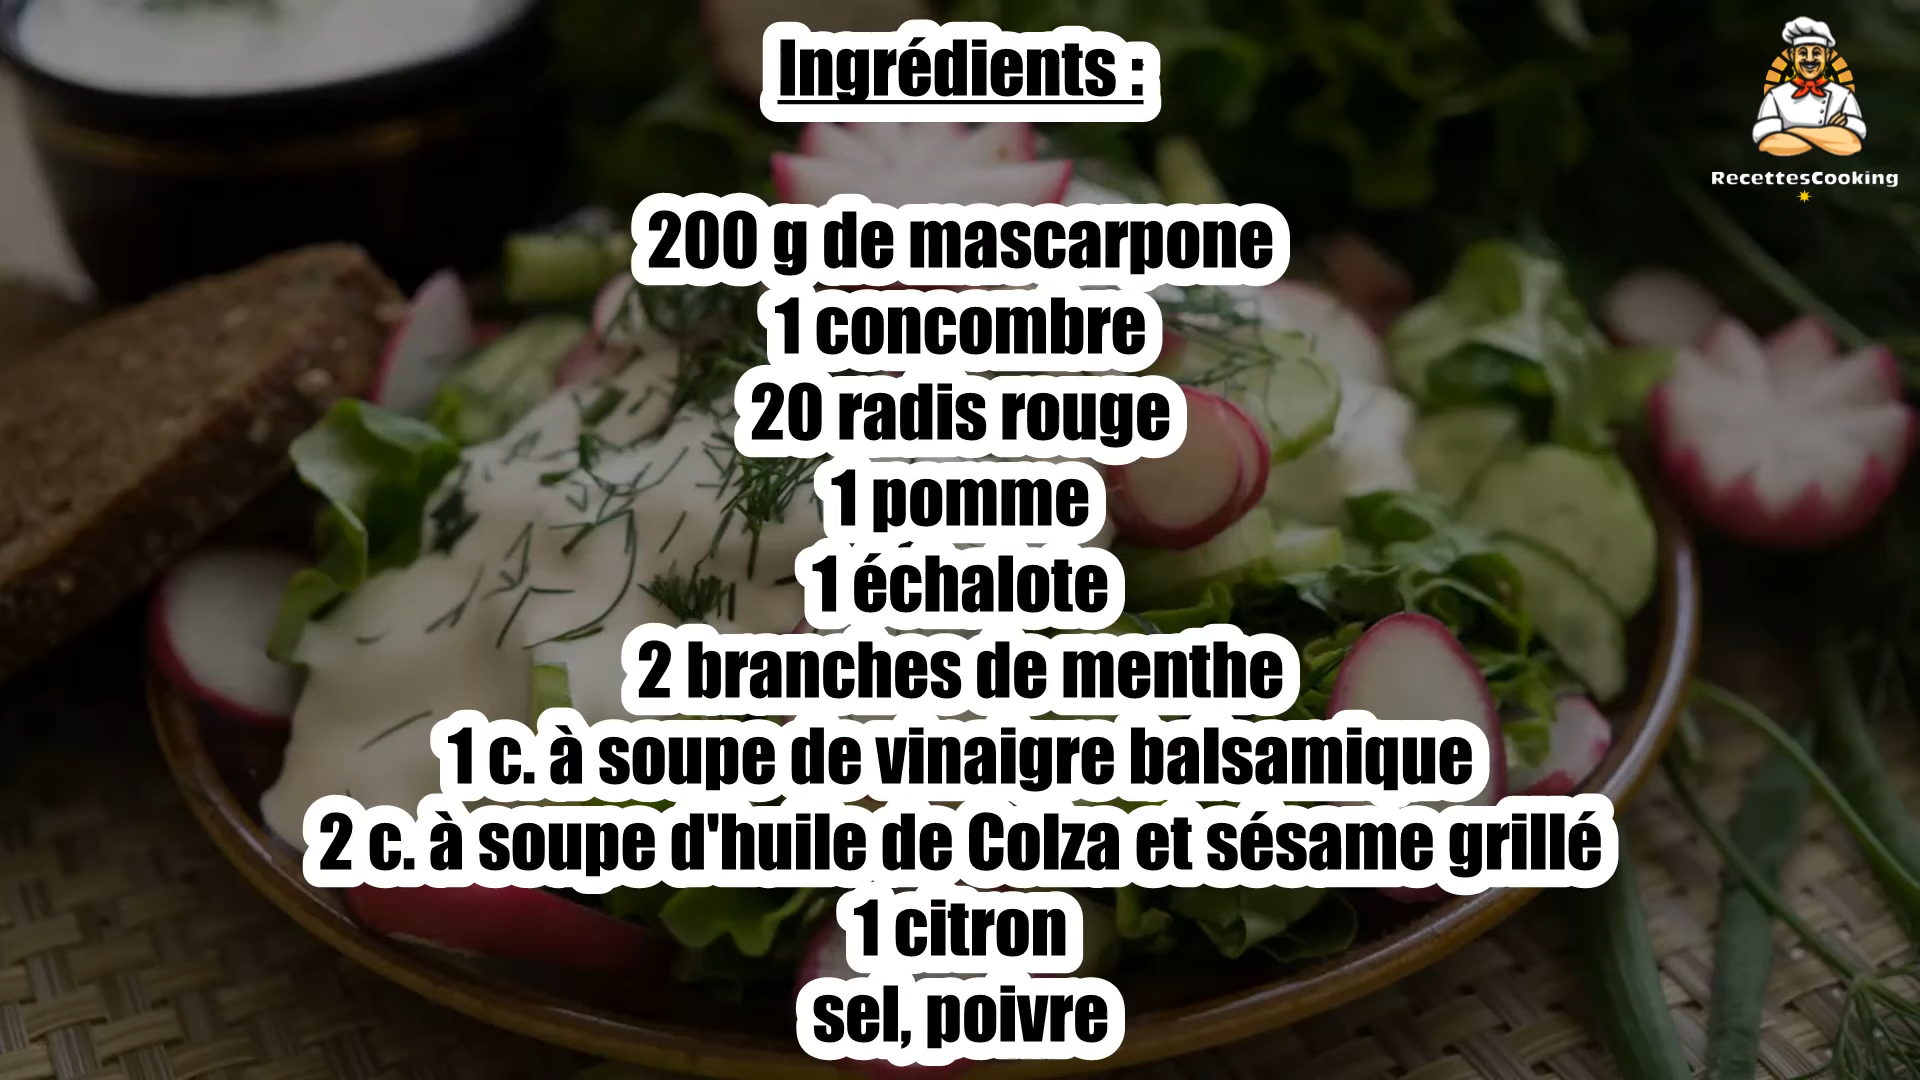 Ingrédients :
RecettesCooking
200 g de mascarpone
1 concombre
20 radis rouge
1 pomme
1 échalote
2 branches de menthe
1 c. à soupe de vinaigre balsamique
2 c. à soupe d'huile de Colza et sésame grillé
1 citron
sel, poivre